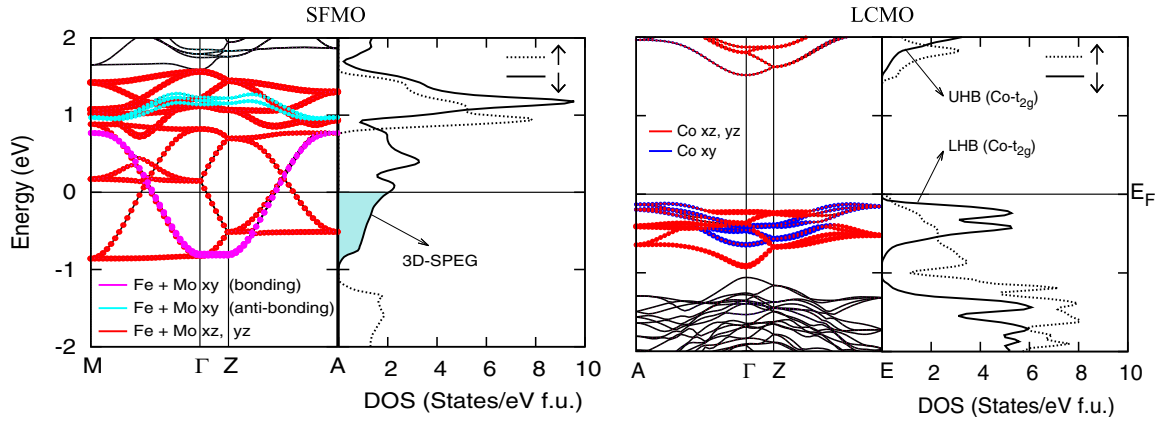 SFMO
LCMO
2
1
0
-1
-2
Energy (eV)
↑
↓
3D-SPEG
Fe + Mo xy (bonding)
Fe + Mo xy (anti-bonding)
Fe + Mo xz, yz
M Γ Z A 2 4 6 8 10
DOS (States/eV f.u.)
↑
↓
UHB (Co-t2g)
Co xz, yz
Co xy
LHB (Co-t2g)
EF
A Γ Z E 2 4 6 8 10
DOS (States/eV f.u.)